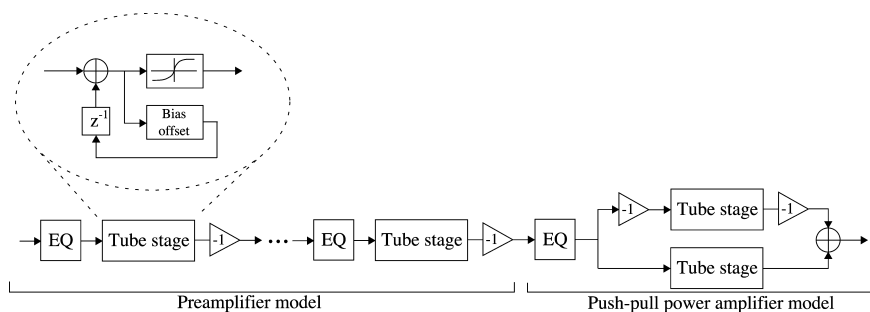 z⁻¹
Bias
offset
EQ
Tube stage
-1
EQ
Tube stage
-1
EQ
-1
Tube stage
-1
Tube stage
Preamplifier model
Push-pull power amplifier model